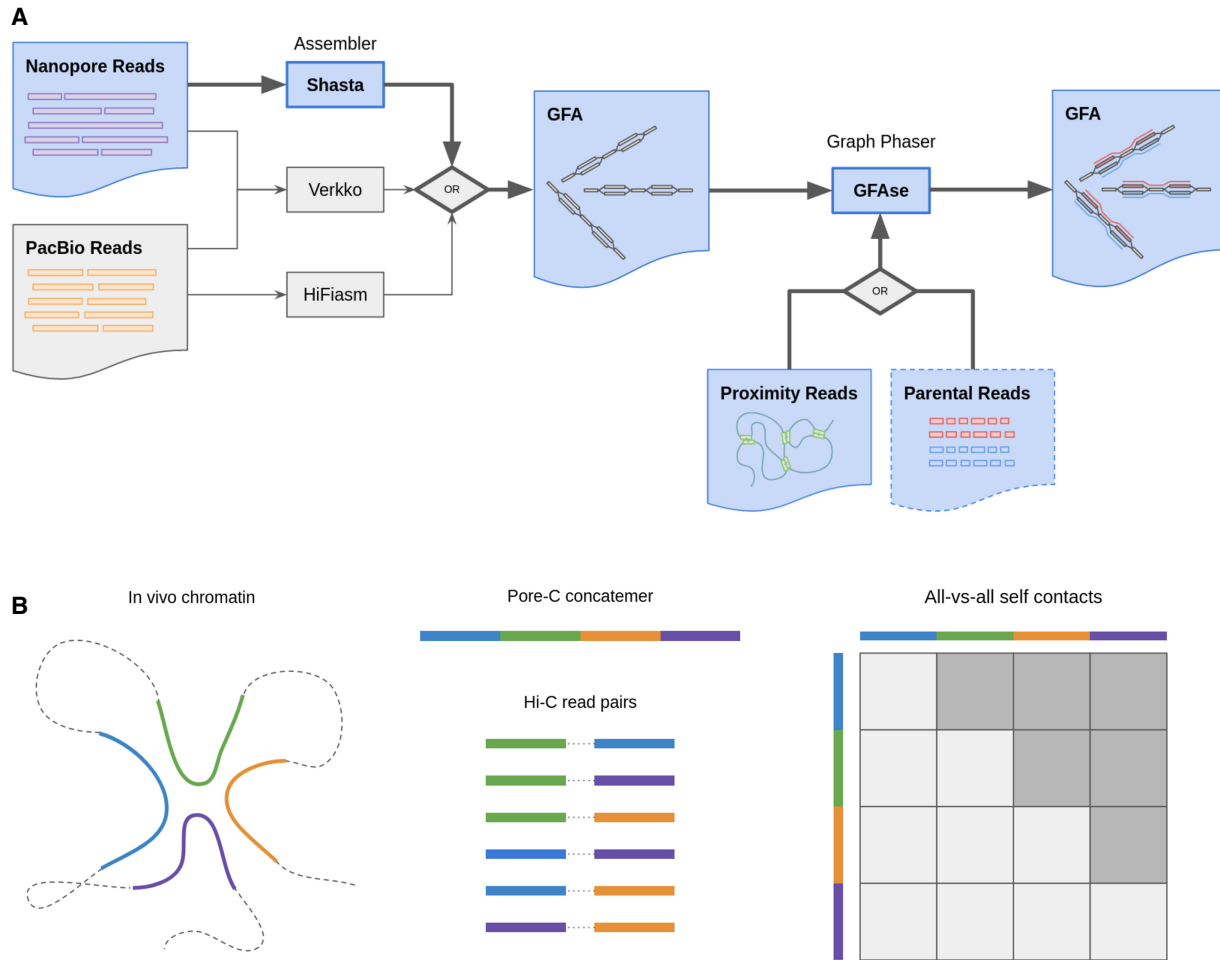 A
Assembler
Nanopore Reads
Shasta
GFA
GFA
Graph Phaser
Verkko
OR
GFAse
PacBio Reads
HiFiasm
OR
Proximity Reads
Parental Reads
B
In vivo chromatin
Pore-C concatemer
All-vs-all self contacts
Hi-C read pairs